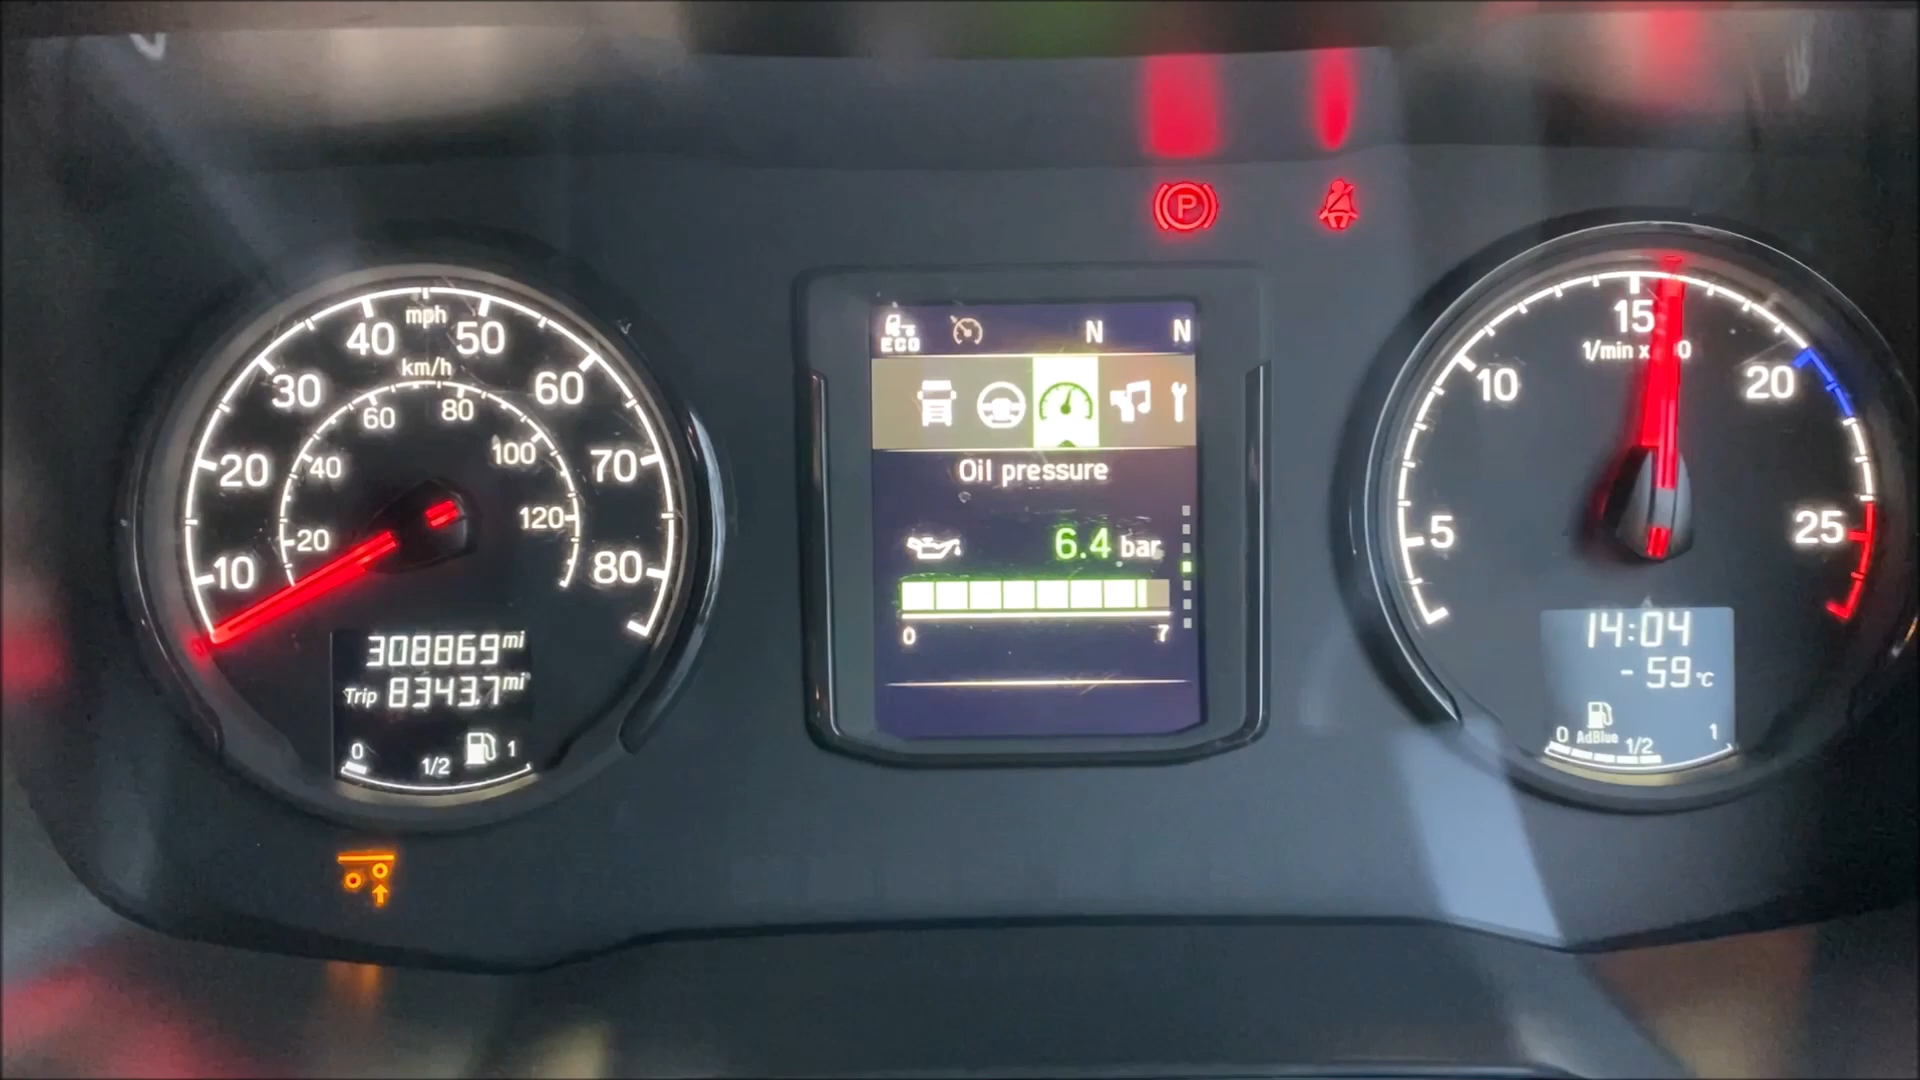 mph
40 50
30 60
km/h
60 80
20 70
40 100
20 120
10 80
308869 mi
Trip 8343.7 mi
0 1/2 1
P
ECO N N
Oil pressure
6.4 bar
0 7
15
1/min x 0
10 20
5 25
14:04
-59 °C
0 AdBlue 1/2 1